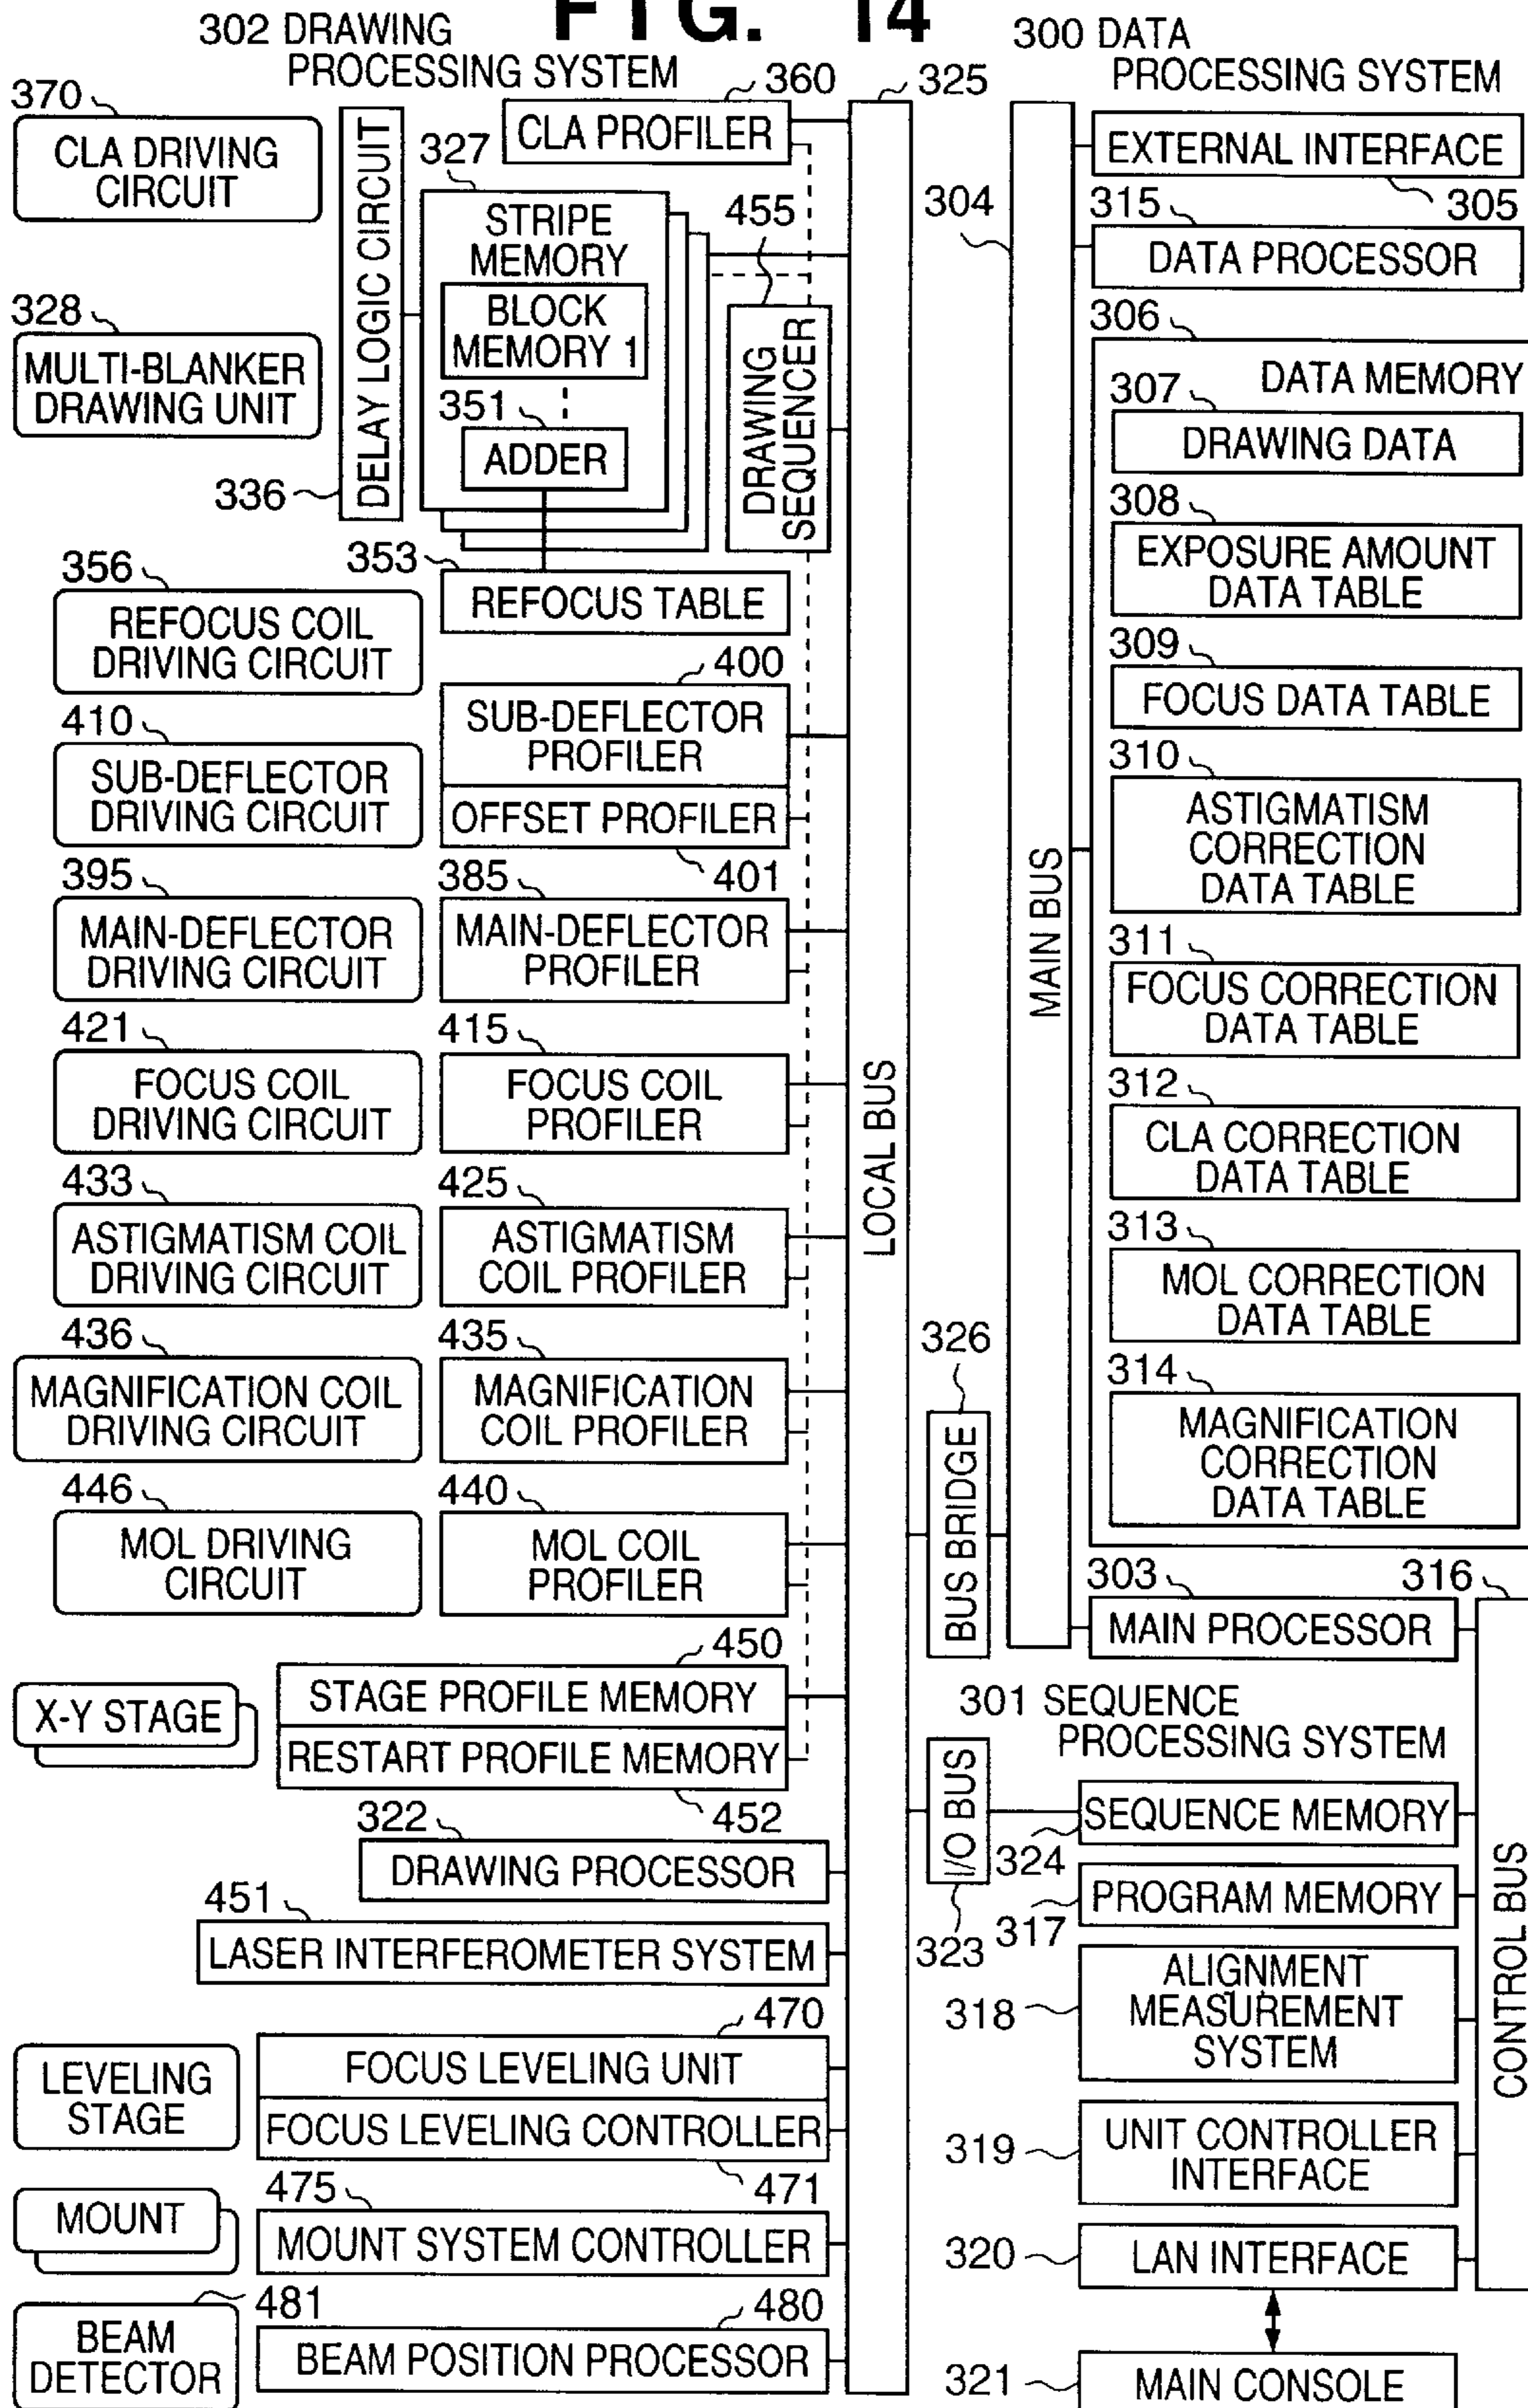 FIG. 14
302 DRAWING
PROCESSING SYSTEM
300 DATA
PROCESSING SYSTEM
370
CLA DRIVING
CIRCUIT
328
MULTI-BLANKER
DRAWING UNIT
DELAY LOGIC CIRCUIT
336
360
CLA PROFILER
327
STRIPE
MEMORY
BLOCK
MEMORY 1
351
ADDER
455
DRAWING
SEQUENCER
353
REFOCUS TABLE
356
REFOCUS COIL
DRIVING CIRCUIT
400
SUB-DEFLECTOR
PROFILER
OFFSET PROFILER
401
410
SUB-DEFLECTOR
DRIVING CIRCUIT
395
MAIN-DEFLECTOR
DRIVING CIRCUIT
385
MAIN-DEFLECTOR
PROFILER
421
FOCUS COIL
DRIVING CIRCUIT
415
FOCUS COIL
PROFILER
433
ASTIGMATISM COIL
DRIVING CIRCUIT
425
ASTIGMATISM
COIL PROFILER
436
MAGNIFICATION COIL
DRIVING CIRCUIT
435
MAGNIFICATION
COIL PROFILER
446
MOL DRIVING
CIRCUIT
440
MOL COIL
PROFILER
X-Y STAGE
450
STAGE PROFILE MEMORY
RESTART PROFILE MEMORY
452
322
DRAWING PROCESSOR
451
LASER INTERFEROMETER SYSTEM
LEVELING
STAGE
470
FOCUS LEVELING UNIT
FOCUS LEVELING CONTROLLER
471
MOUNT
475
MOUNT SYSTEM CONTROLLER
481
BEAM
DETECTOR
480
BEAM POSITION PROCESSOR
325
LOCAL BUS
326
BUS BRIDGE
I/O BUS
323
304
MAIN BUS
EXTERNAL INTERFACE
305
315
DATA PROCESSOR
306
DATA MEMORY
307
DRAWING DATA
308
EXPOSURE AMOUNT
DATA TABLE
309
FOCUS DATA TABLE
310
ASTIGMATISM
CORRECTION
DATA TABLE
311
FOCUS CORRECTION
DATA TABLE
312
CLA CORRECTION
DATA TABLE
313
MOL CORRECTION
DATA TABLE
314
MAGNIFICATION
CORRECTION
DATA TABLE
303
MAIN PROCESSOR
316
CONTROL BUS
301 SEQUENCE
PROCESSING SYSTEM
SEQUENCE MEMORY
324
PROGRAM MEMORY
317
318
ALIGNMENT
MEASUREMENT
SYSTEM
319
UNIT CONTROLLER
INTERFACE
320
LAN INTERFACE
321
MAIN CONSOLE